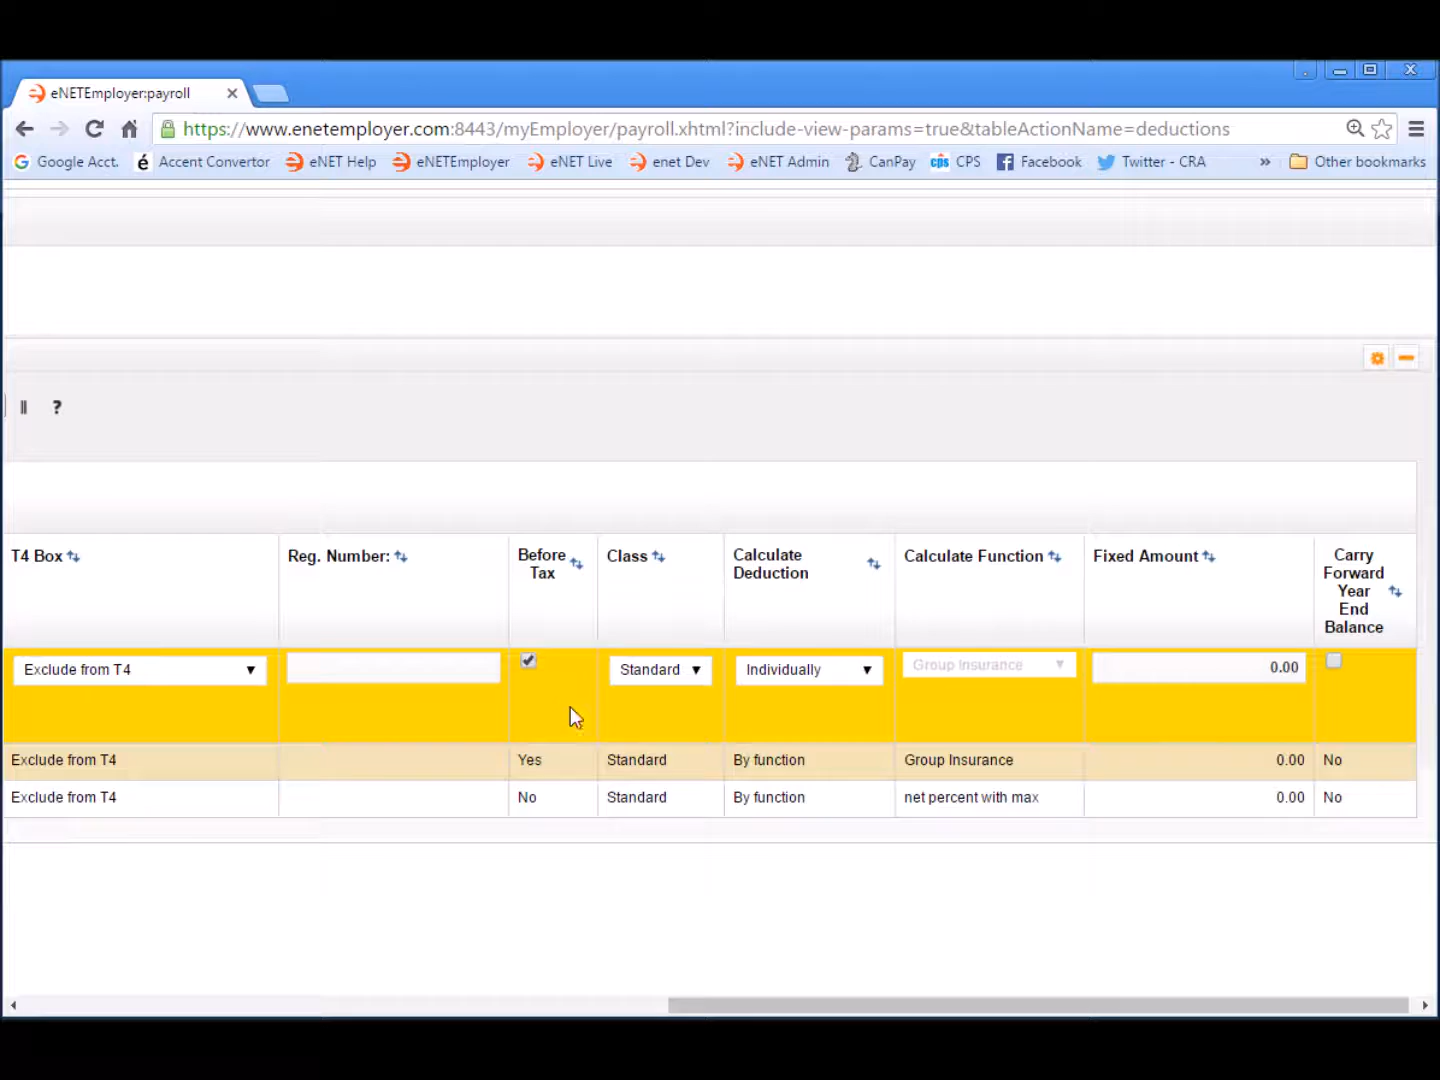 eNETEmployer:payroll
https://www.enetemployer.com:8443/myEmployer/payroll.xhtml?include-view-params=true&tableActionName=deductions
Google Acct. é Accent Convertor eNET Help eNETEmployer eNET Live enet Dev eNET Admin CanPay cps CPS Facebook Twitter - CRA » Other bookmarks
?
T4 Box Reg. Number: Before Tax Class Calculate Deduction Calculate Function Fixed Amount Carry Forward Year End Balance
Exclude from T4 Standard Individually Group Insurance 0.00
Exclude from T4 Yes Standard By function Group Insurance 0.00 No
Exclude from T4 No Standard By function net percent with max 0.00 No